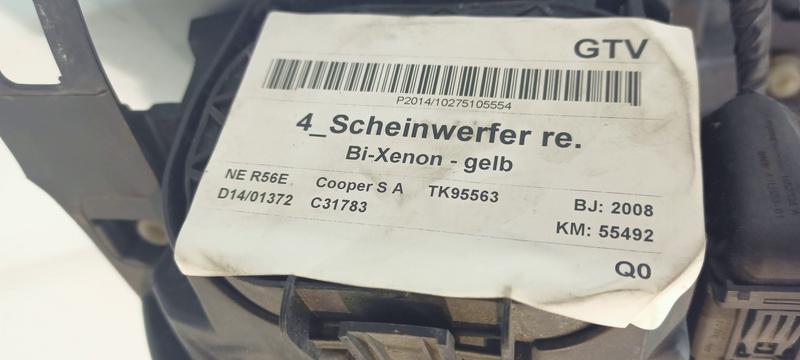 GTV
P2014/10275105554
4_Scheinwerfer re.
Bi-Xenon - gelb
NE R56E Cooper S A TK95563 BJ: 2008
D14/01372 C31783 KM: 55492
Q0